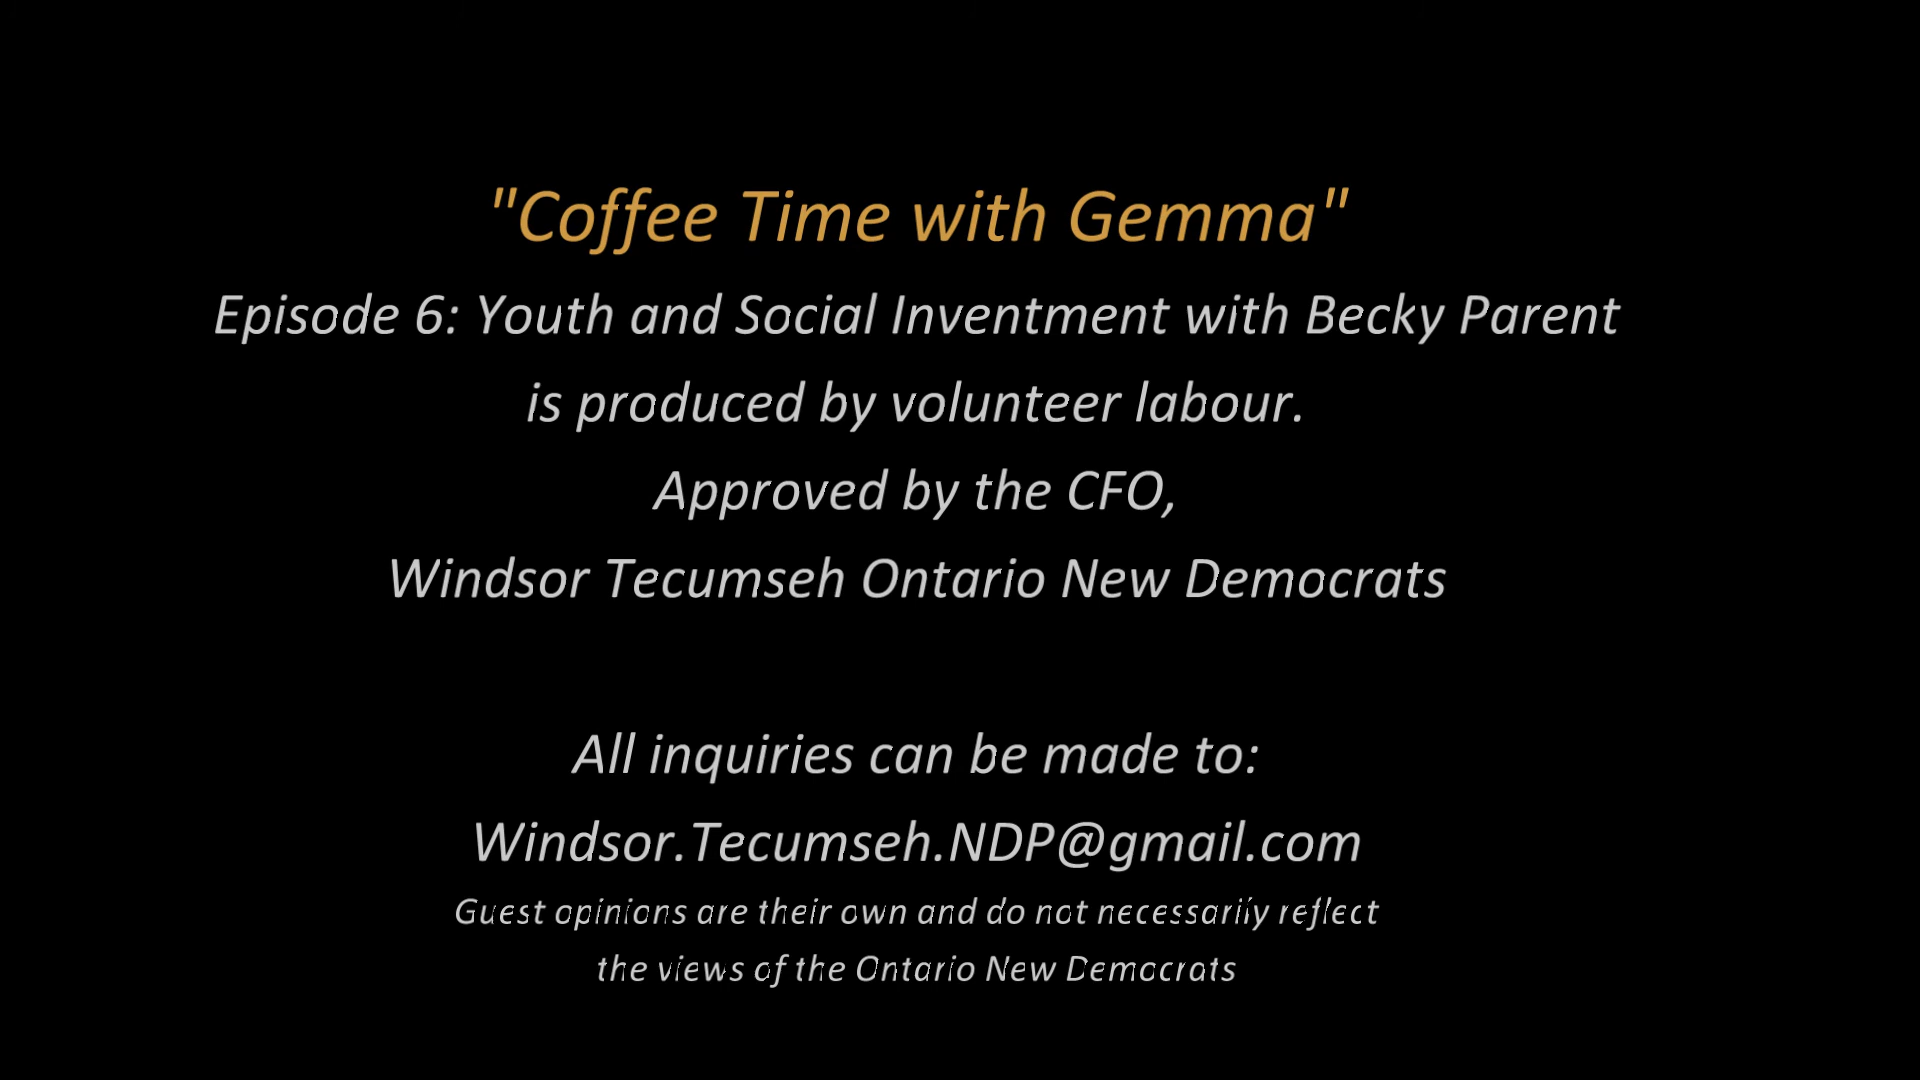 "Coffee Time with Gemma"
Episode 6: Youth and Social Inventment with Becky Parent
is produced by volunteer labour.
Approved by the CFO,
Windsor Tecumseh Ontario New Democrats
All inquiries can be made to:
Windsor.Tecumseh.NDP@gmail.com
Guest opinions are their own and do not necessarily reflect
the views of the Ontario New Democrats